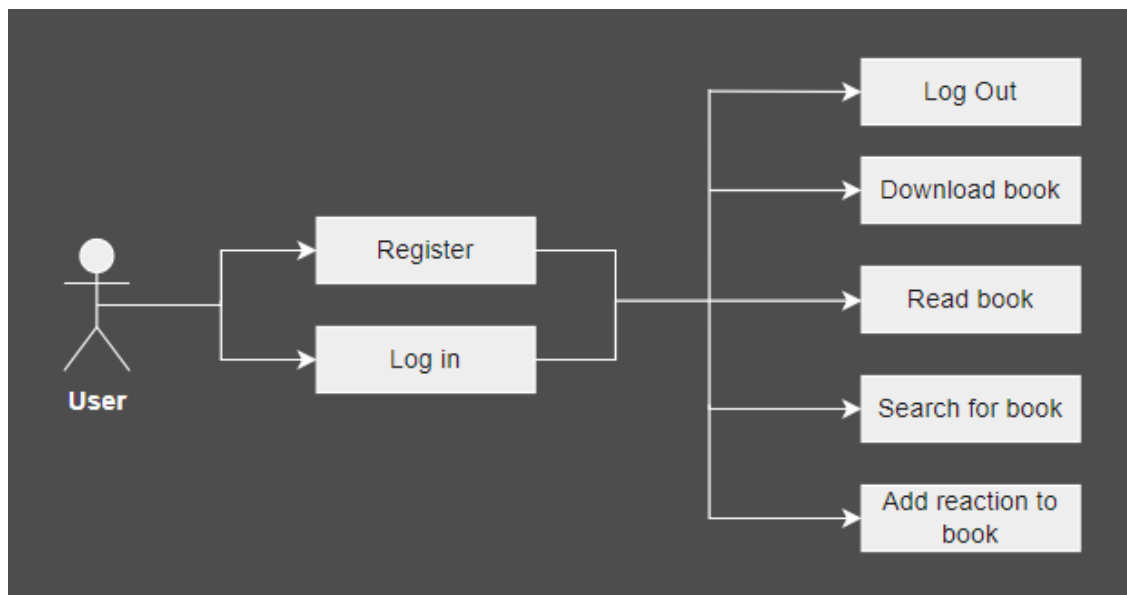 Log Out
Download book
Register
Read book
Log in
User
Search for book
Add reaction to
book